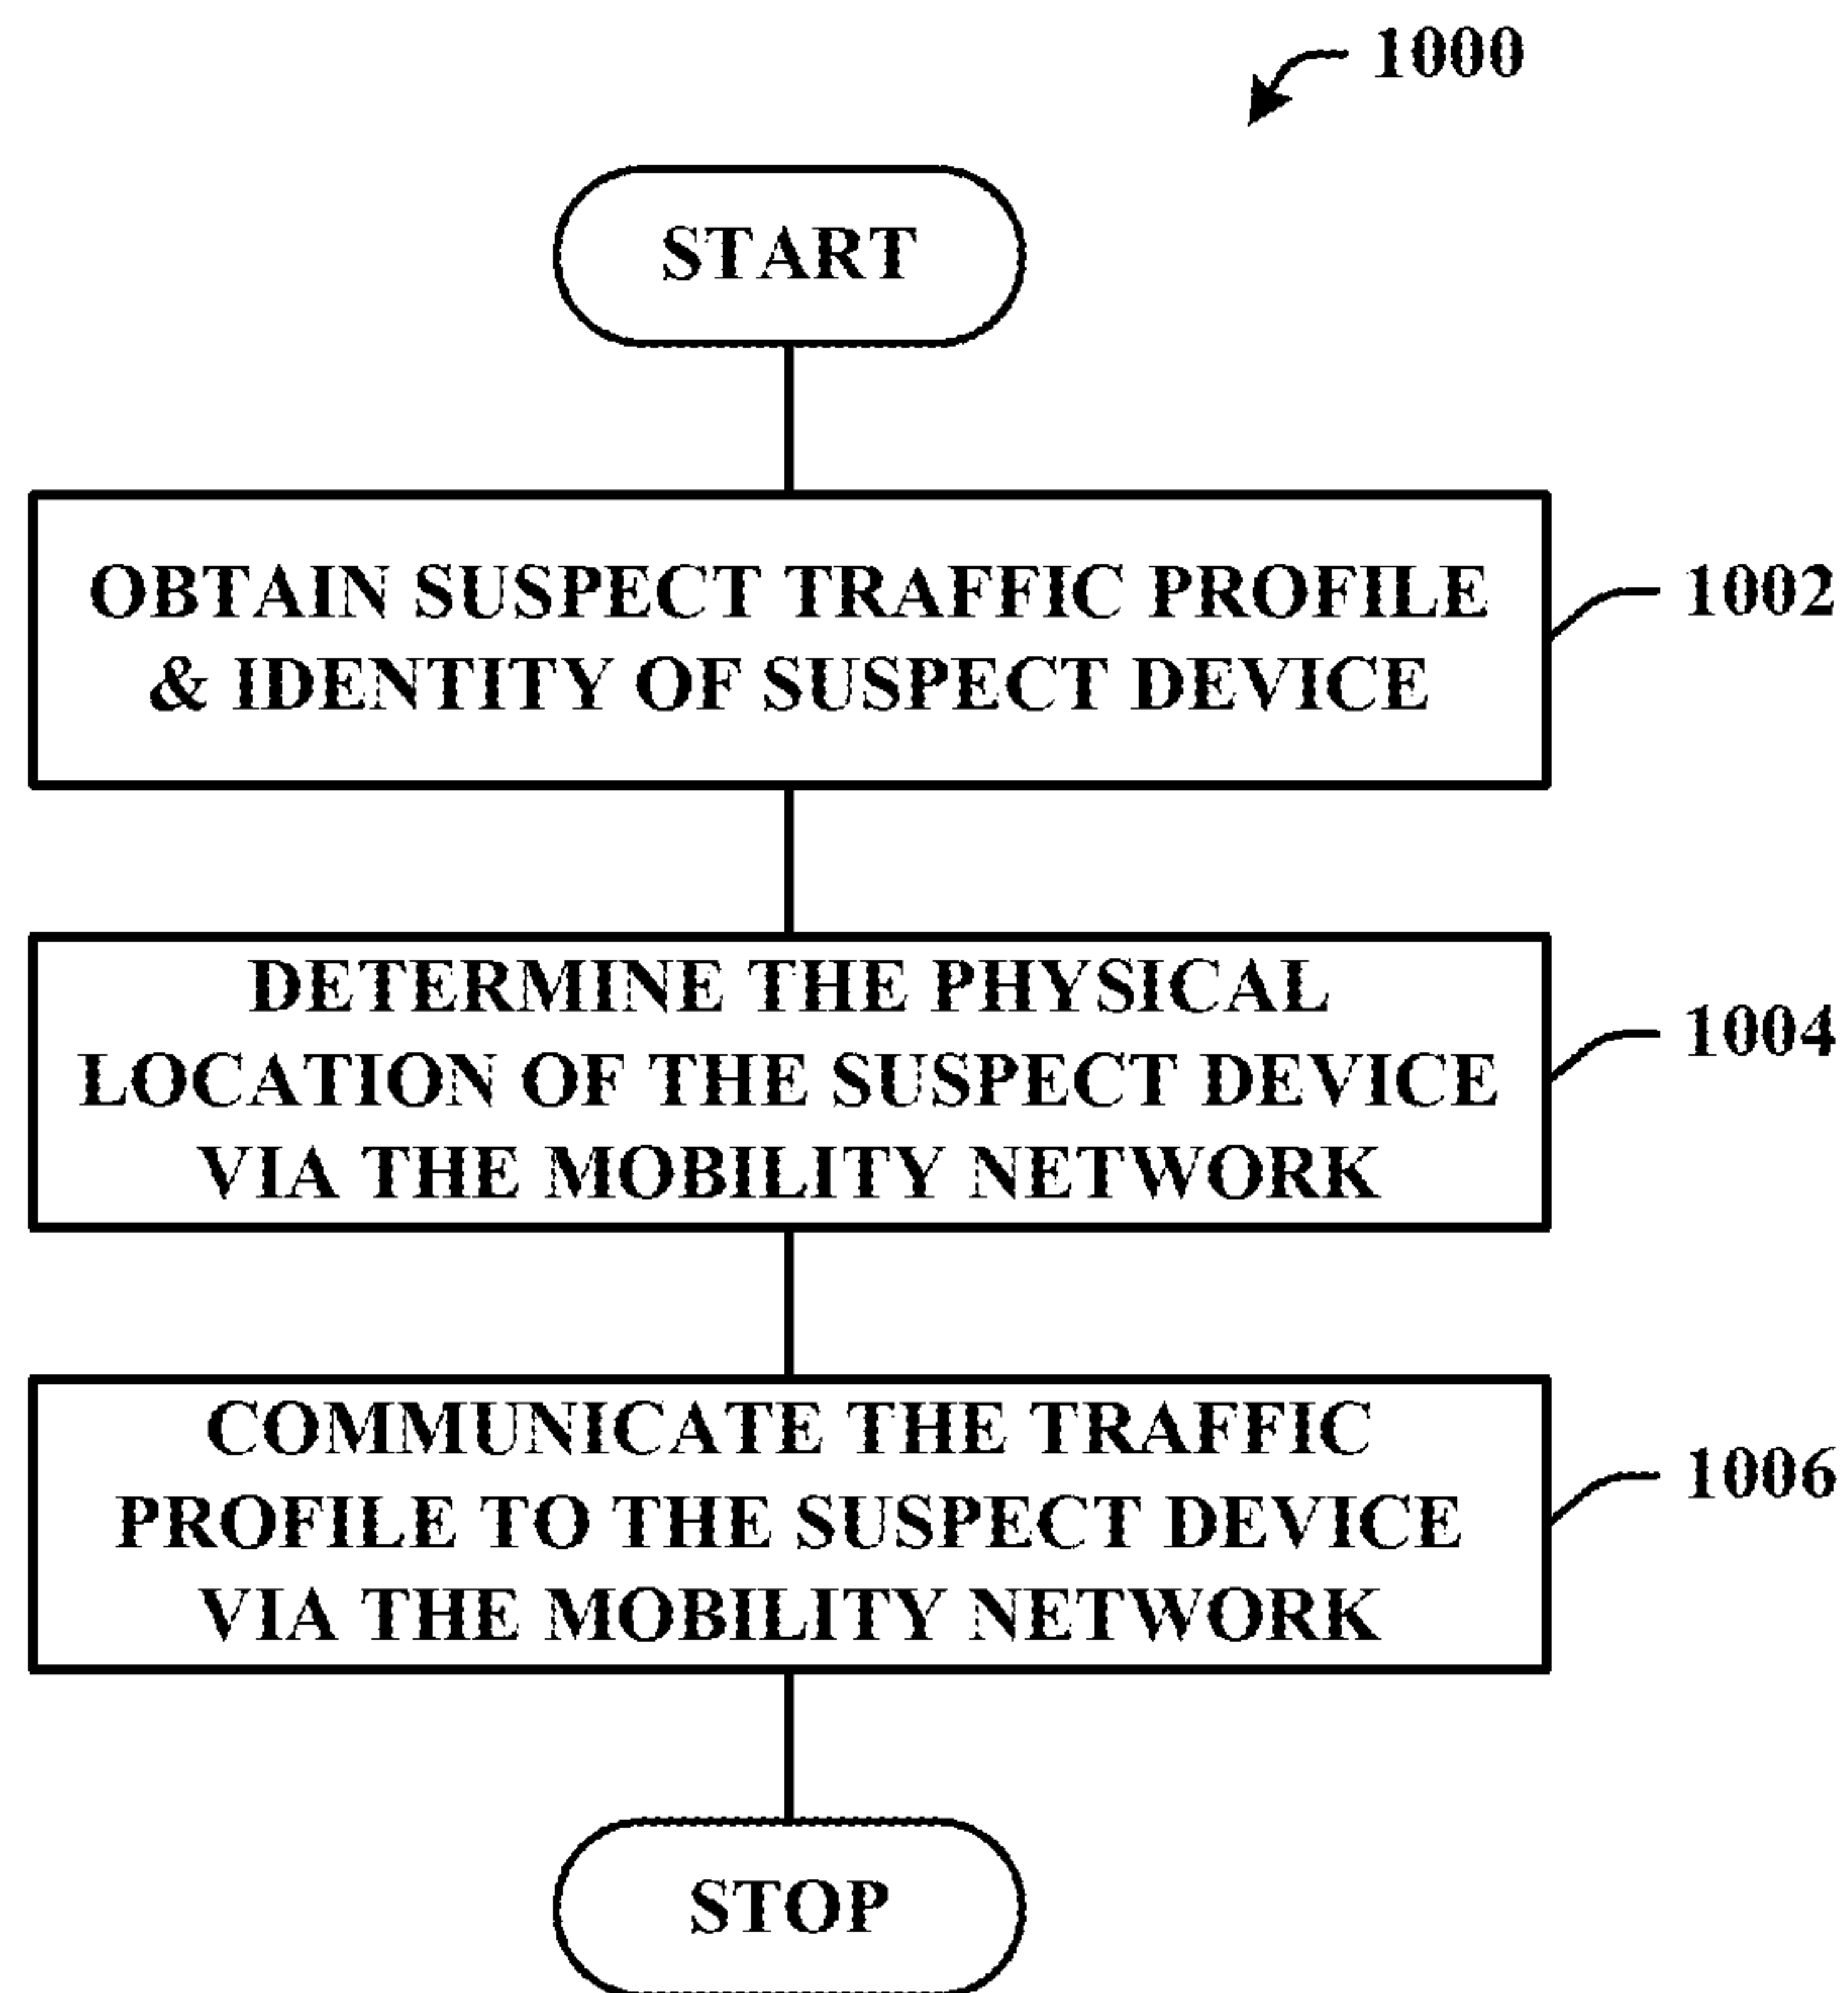 1000
START
OBTAIN SUSPECT TRAFFIC PROFILE
& IDENTITY OF SUSPECT DEVICE
1002
DETERMINE THE PHYSICAL
LOCATION OF THE SUSPECT DEVICE
VIA THE MOBILITY NETWORK
1004
COMMUNICATE THE TRAFFIC
PROFILE TO THE SUSPECT DEVICE
VIA THE MOBILITY NETWORK
1006
STOP